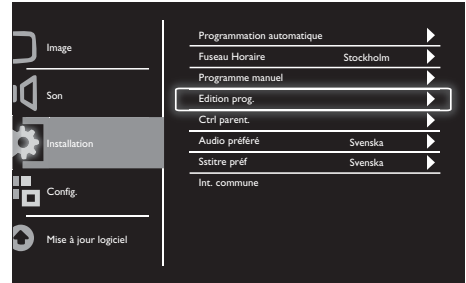 Image
Son
Installation
Config.
Mise à jour logiciel
Programmation automatique
Fuseau Horaire Stockholm
Programme manuel
Edition prog.
Ctrl parent.
Audio préféré Svenska
Sstitre préf Svenska
Int. commune